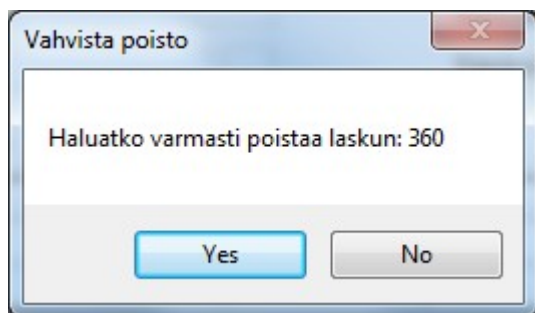 Vahvista poisto
Haluatko varmasti poistaa laskun: 360
Yes No